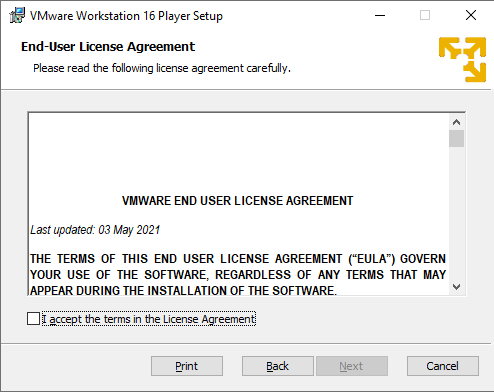 VMware Workstation 16 Player Setup
End-User License Agreement
Please read the following license agreement carefully.
VMWARE END USER LICENSE AGREEMENT
Last updated: 03 May 2021
THE TERMS OF THIS END USER LICENSE AGREEMENT (“EULA”) GOVERN
YOUR USE OF THE SOFTWARE, REGARDLESS OF ANY TERMS THAT MAY
APPEAR DURING THE INSTALLATION OF THE SOFTWARE.
I accept the terms in the License Agreement
Print Back Next Cancel